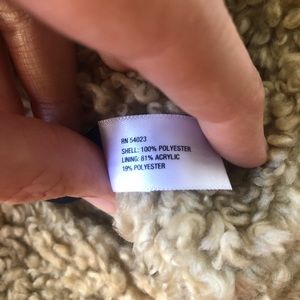 RN 54023
SHELL: 100% POLYESTER
LINING: 81% ACRYLIC
19% POLYESTER